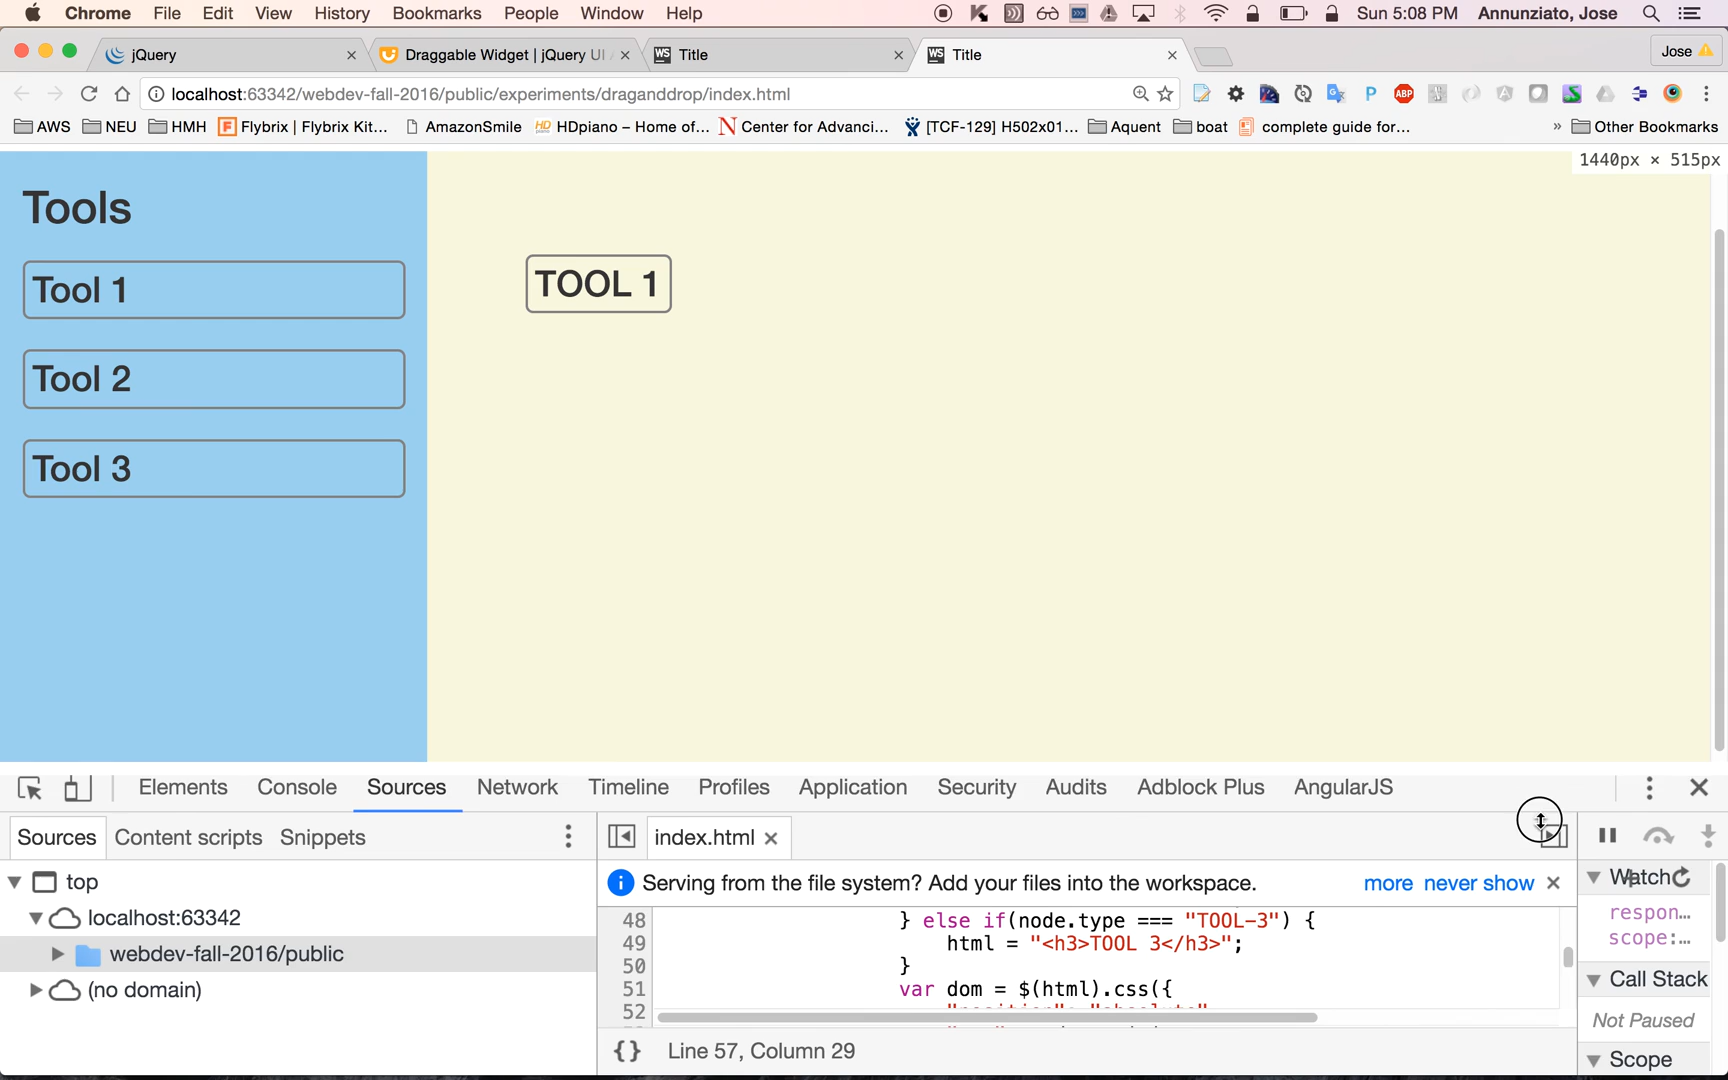 Chrome File Edit View History Bookmarks People Window Help Sun 5:08 PM Annunziato, Jose
jQuery Draggable Widget | jQuery UI Title Title Jose
localhost:63342/webdev-fall-2016/public/experiments/draganddrop/index.html
AWS NEU HMH Flybrix | Flybrix Kit... AmazonSmile HDpiano – Home of... Center for Advanci... [TCF-129] H502x01... Aquent boat complete guide for... » Other Bookmarks
1440px × 515px
Tools
Tool 1
TOOL 1
Tool 2
Tool 3
Elements Console Sources Network Timeline Profiles Application Security Audits Adblock Plus AngularJS
Sources Content scripts Snippets index.html
top
Serving from the file system? Add your files into the workspace. more never show
Watch
localhost:63342
48 } else if(node.type === "TOOL-3") {
respon...
49 html = "<h3>TOOL 3</h3>";
scope:...
webdev-fall-2016/public
50 }
(no domain)
51 var dom = $(html).css({
Call Stack
52
Not Paused
{} Line 57, Column 29
Scope